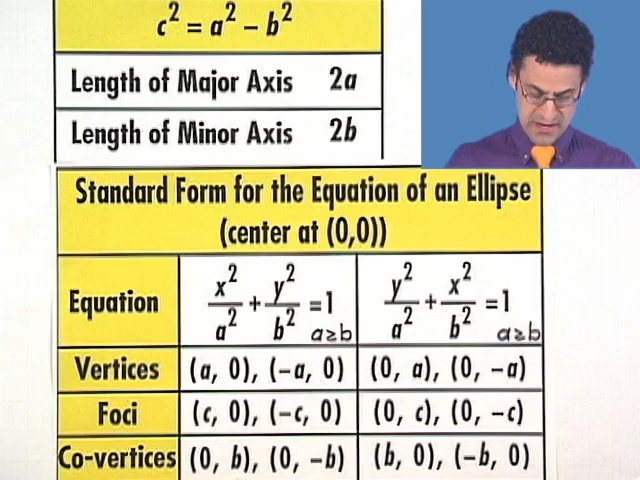 c² = a² − b²
Length of Major Axis 2a
Length of Minor Axis 2b
Standard Form for the Equation of an Ellipse
(center at (0,0))
Equation x²/a² + y²/b² = 1 a≥b y²/a² + x²/b² = 1 a≥b
Vertices (a, 0), (−a, 0) (0, a), (0, −a)
Foci (c, 0), (−c, 0) (0, c), (0, −c)
Co-vertices (0, b), (0, −b) (b, 0), (−b, 0)